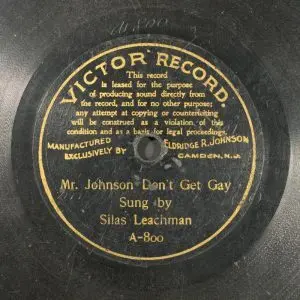 A-800
VICTOR RECORD.
This record
is leased for the purpose
of producing sound directly from
the record, and for no other purpose;
any attempt at copying or counterfeiting
will be construed as a violation of this
condition and as a basis for legal proceedings.
MANUFACTURED ELDRIDGE R. JOHNSON
EXCLUSIVELY BY CAMDEN, N.J.
Mr. Johnson Don't Get Gay
Sung by
Silas Leachman
A-800